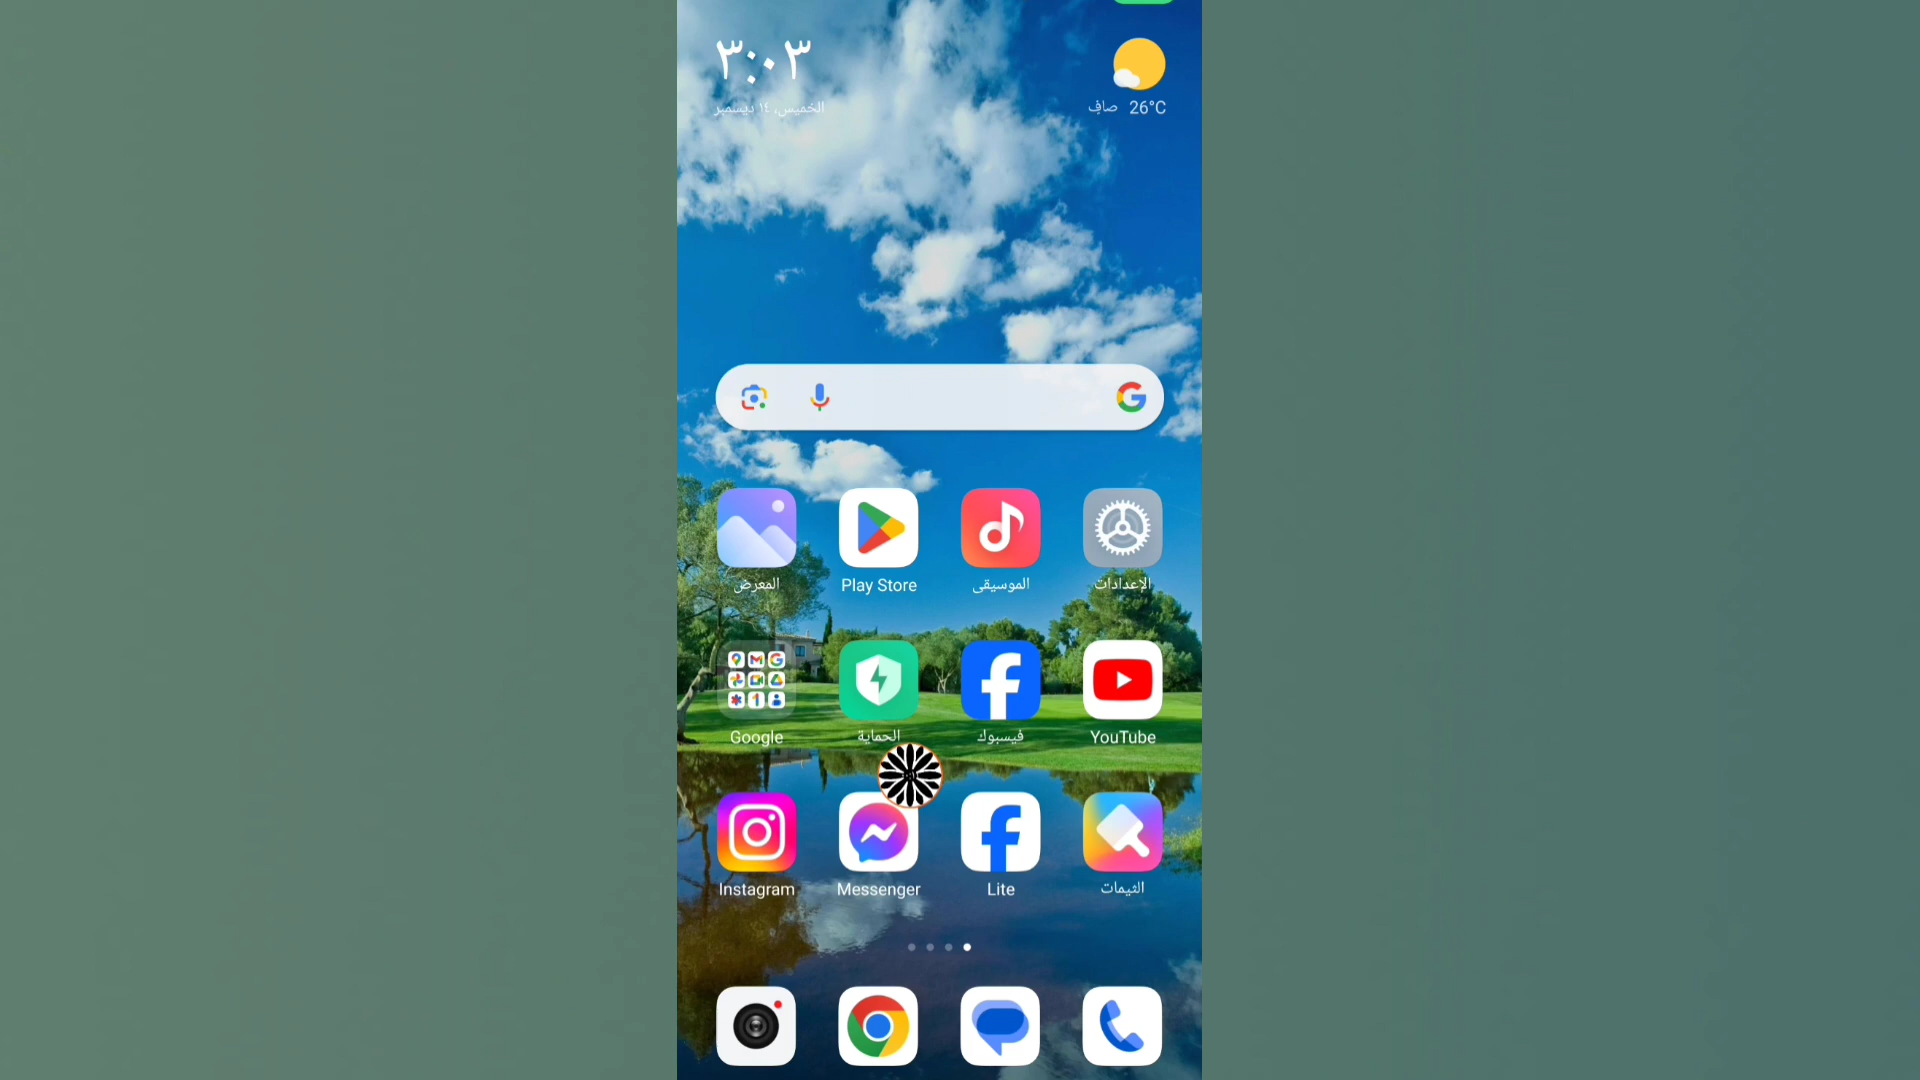 ٣:٠٣
الخميس، ١٤ ديسمبر
صافٍ 26°C
المعرض
Play Store
الموسيقى
الإعدادات
Google
الحماية
فيسبوك
YouTube
Instagram
Messenger
Lite
الثيمات